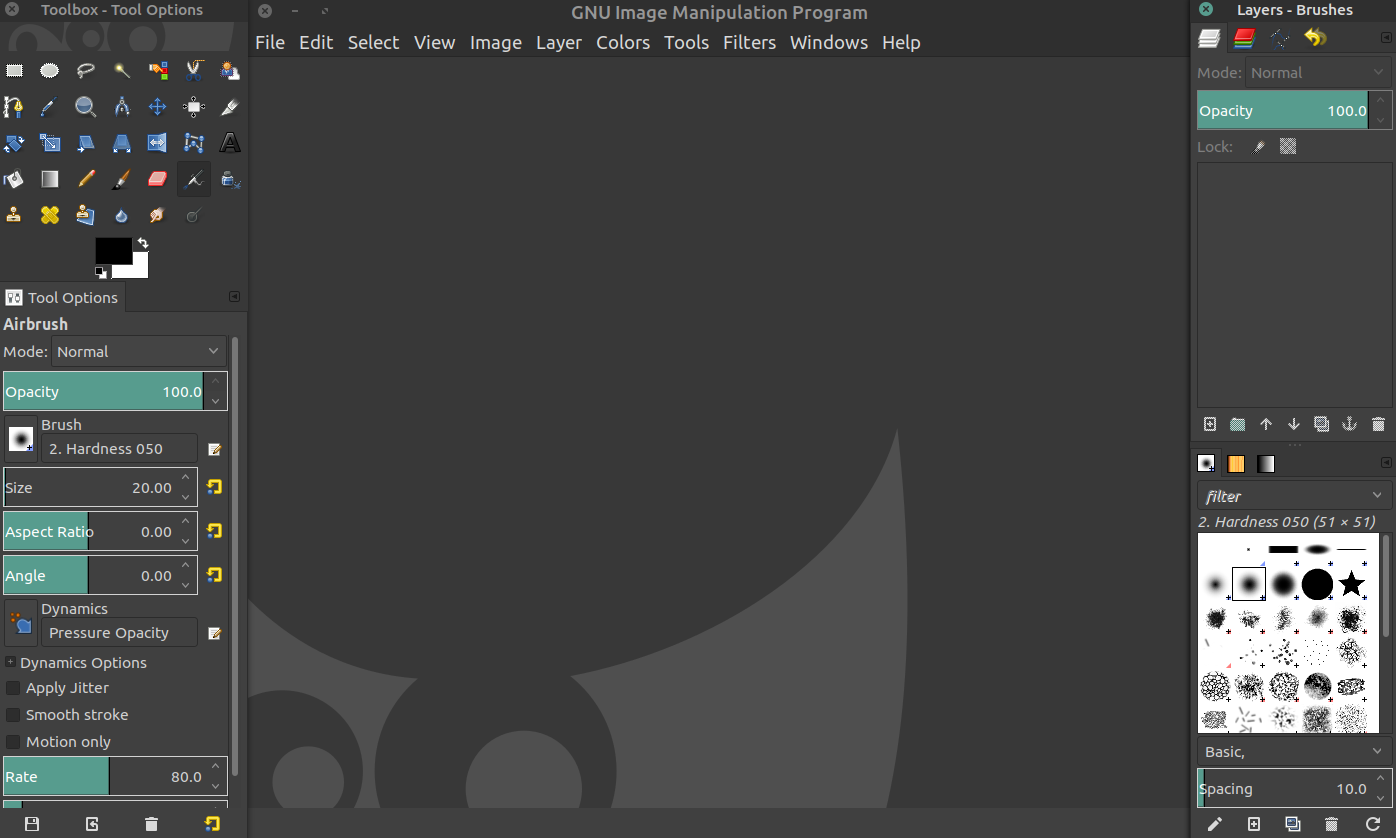 Toolbox - Tool Options
GNU Image Manipulation Program
Layers - Brushes
File Edit Select View Image Layer Colors Tools Filters Windows Help
Tool Options
Airbrush
Mode: Normal
Opacity 100.0
Brush
2. Hardness 050
Size 20.00
Aspect Ratio 0.00
Angle 0.00
Dynamics
Pressure Opacity
Dynamics Options
Apply Jitter
Smooth stroke
Motion only
Rate 80.0
Mode: Normal
Opacity 100.0
Lock:
filter
2. Hardness 050 (51 × 51)
Basic,
Spacing 10.0